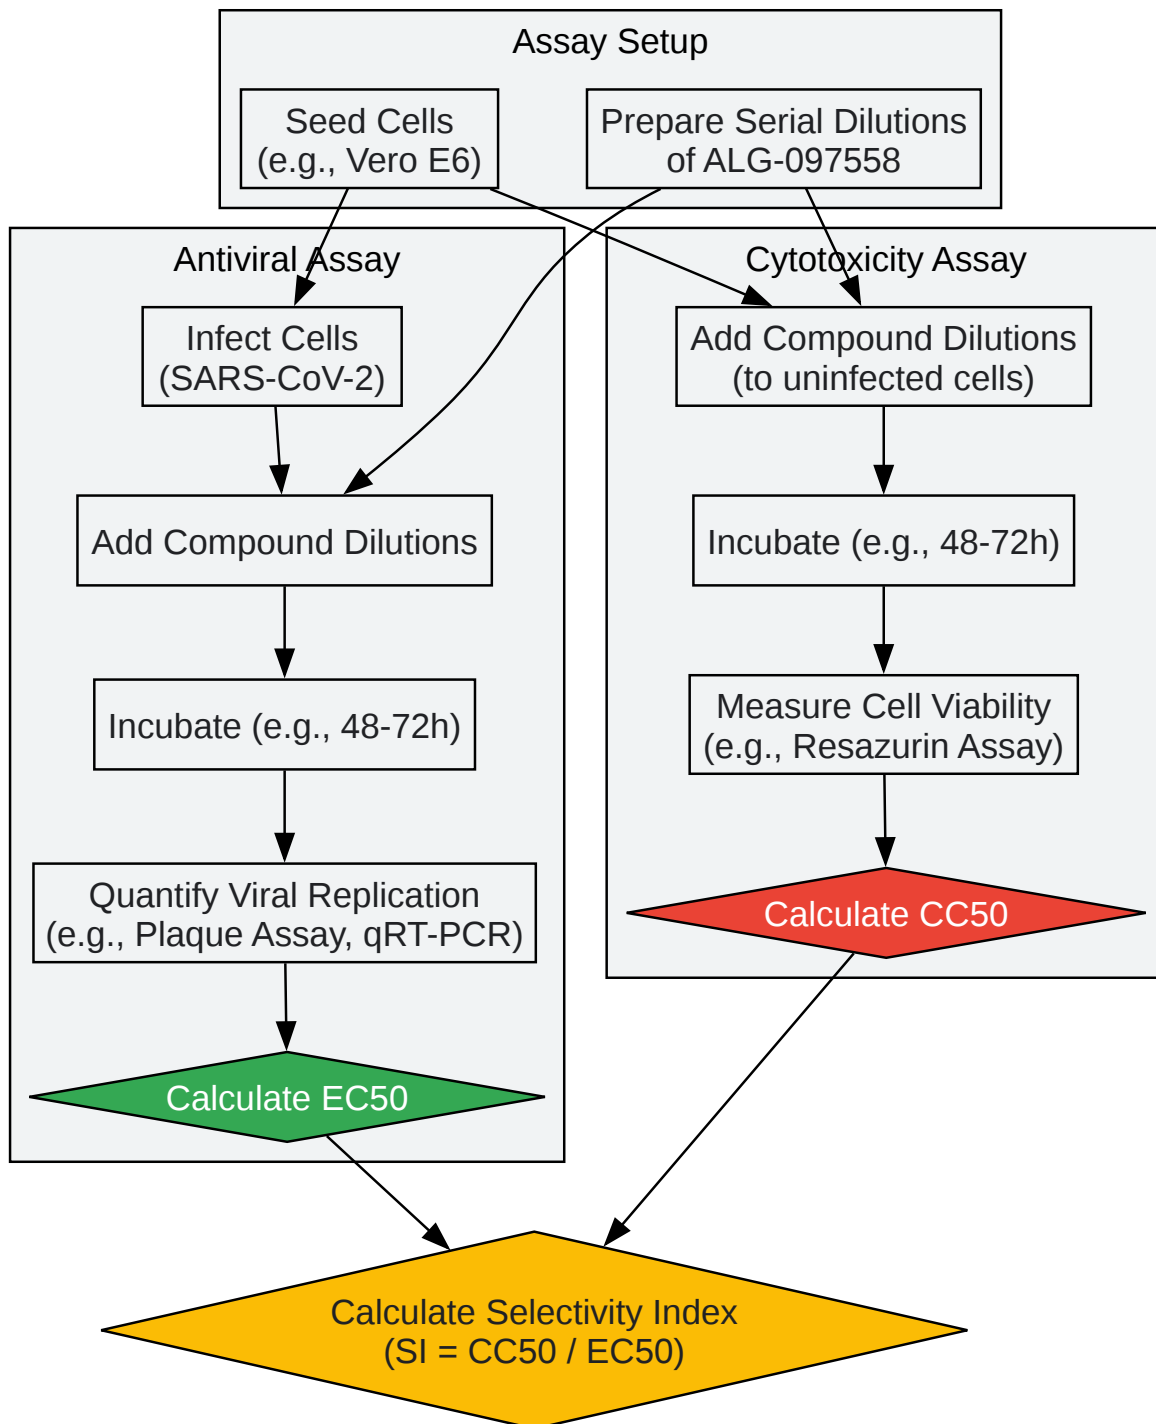 Assay Setup
Seed Cells
(e.g., Vero E6)
Prepare Serial Dilutions
of ALG-097558
Antiviral Assay
Infect Cells
(SARS-CoV-2)
Add Compound Dilutions
Incubate (e.g., 48-72h)
Quantify Viral Replication
(e.g., Plaque Assay, qRT-PCR)
Calculate EC50
Cytotoxicity Assay
Add Compound Dilutions
(to uninfected cells)
Incubate (e.g., 48-72h)
Measure Cell Viability
(e.g., Resazurin Assay)
Calculate CC50
Calculate Selectivity Index
(SI = CC50 / EC50)